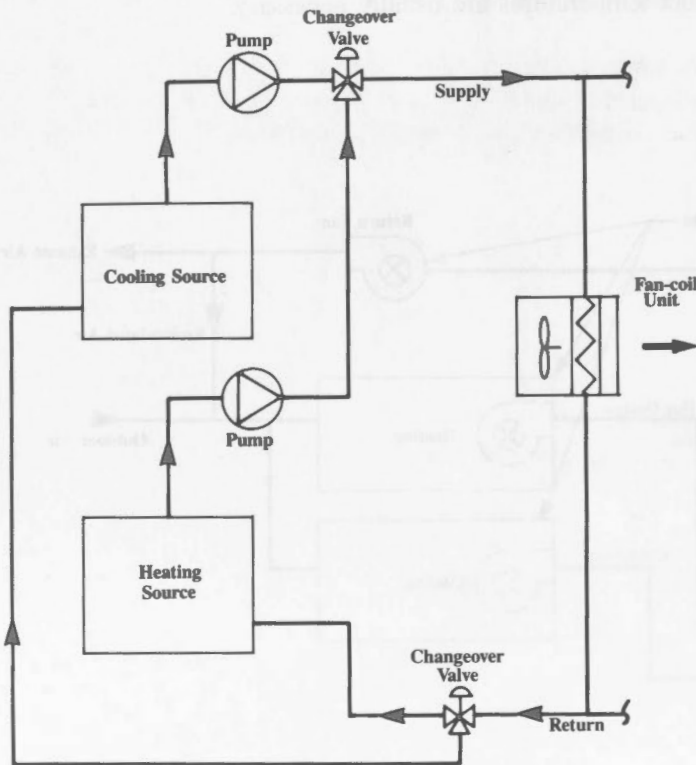 Changeover
Valve
Pump
Supply
Cooling Source
Fan-coil
Unit
Pump
Heating
Source
Changeover
Valve
Return